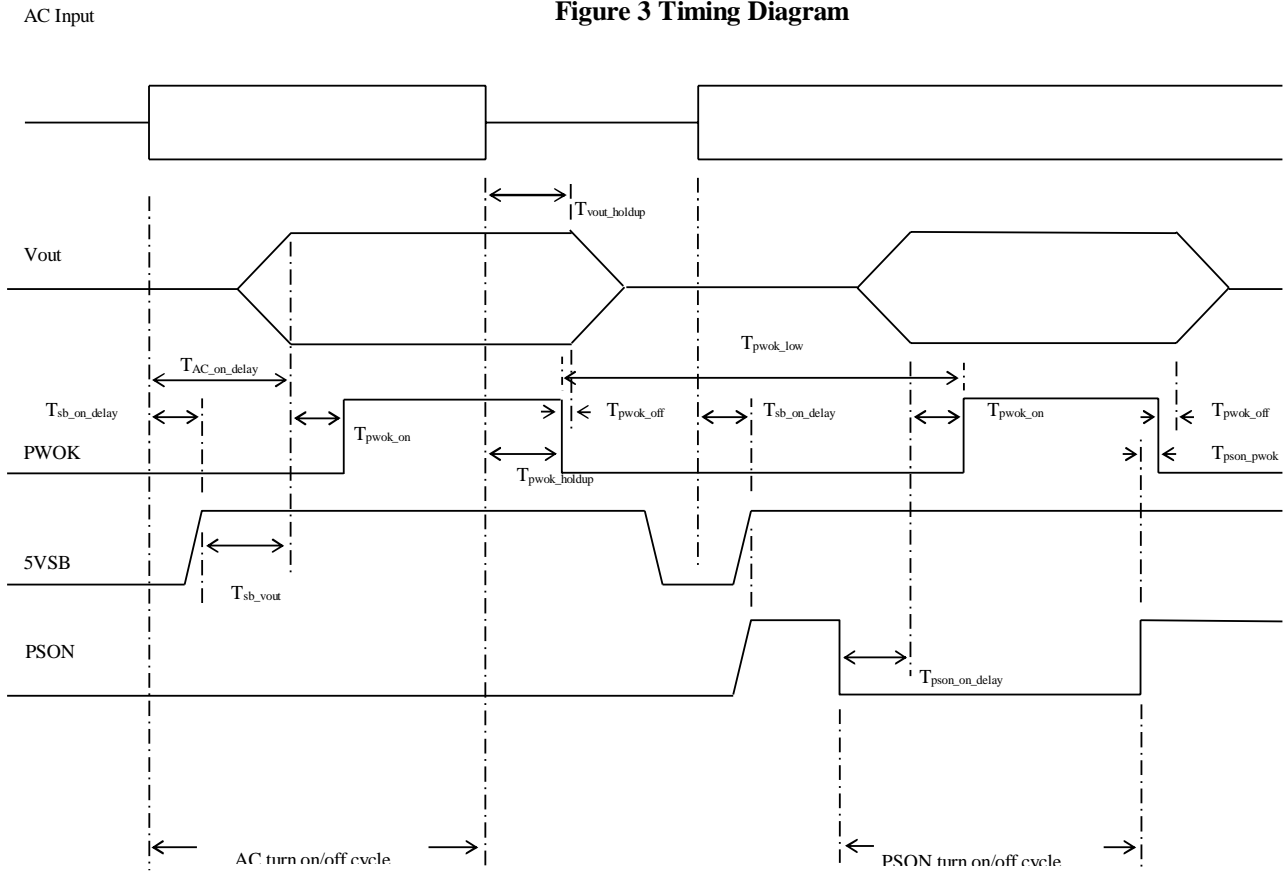 AC Input
Figure 3 Timing Diagram
Tvout_holdup
Vout
Tpwok_low
TAC_on_delay
Tsb_on_delay
Tpwok_on
Tpwok_off
Tsb_on_delay
Tpwok_on
Tpwok_off
PWOK
Tpwok_holdup
Tpson_pwok
5VSB
Tsb_vout
PSON
Tpson_on_delay
AC turn on/off cycle
PSON turn on/off cycle